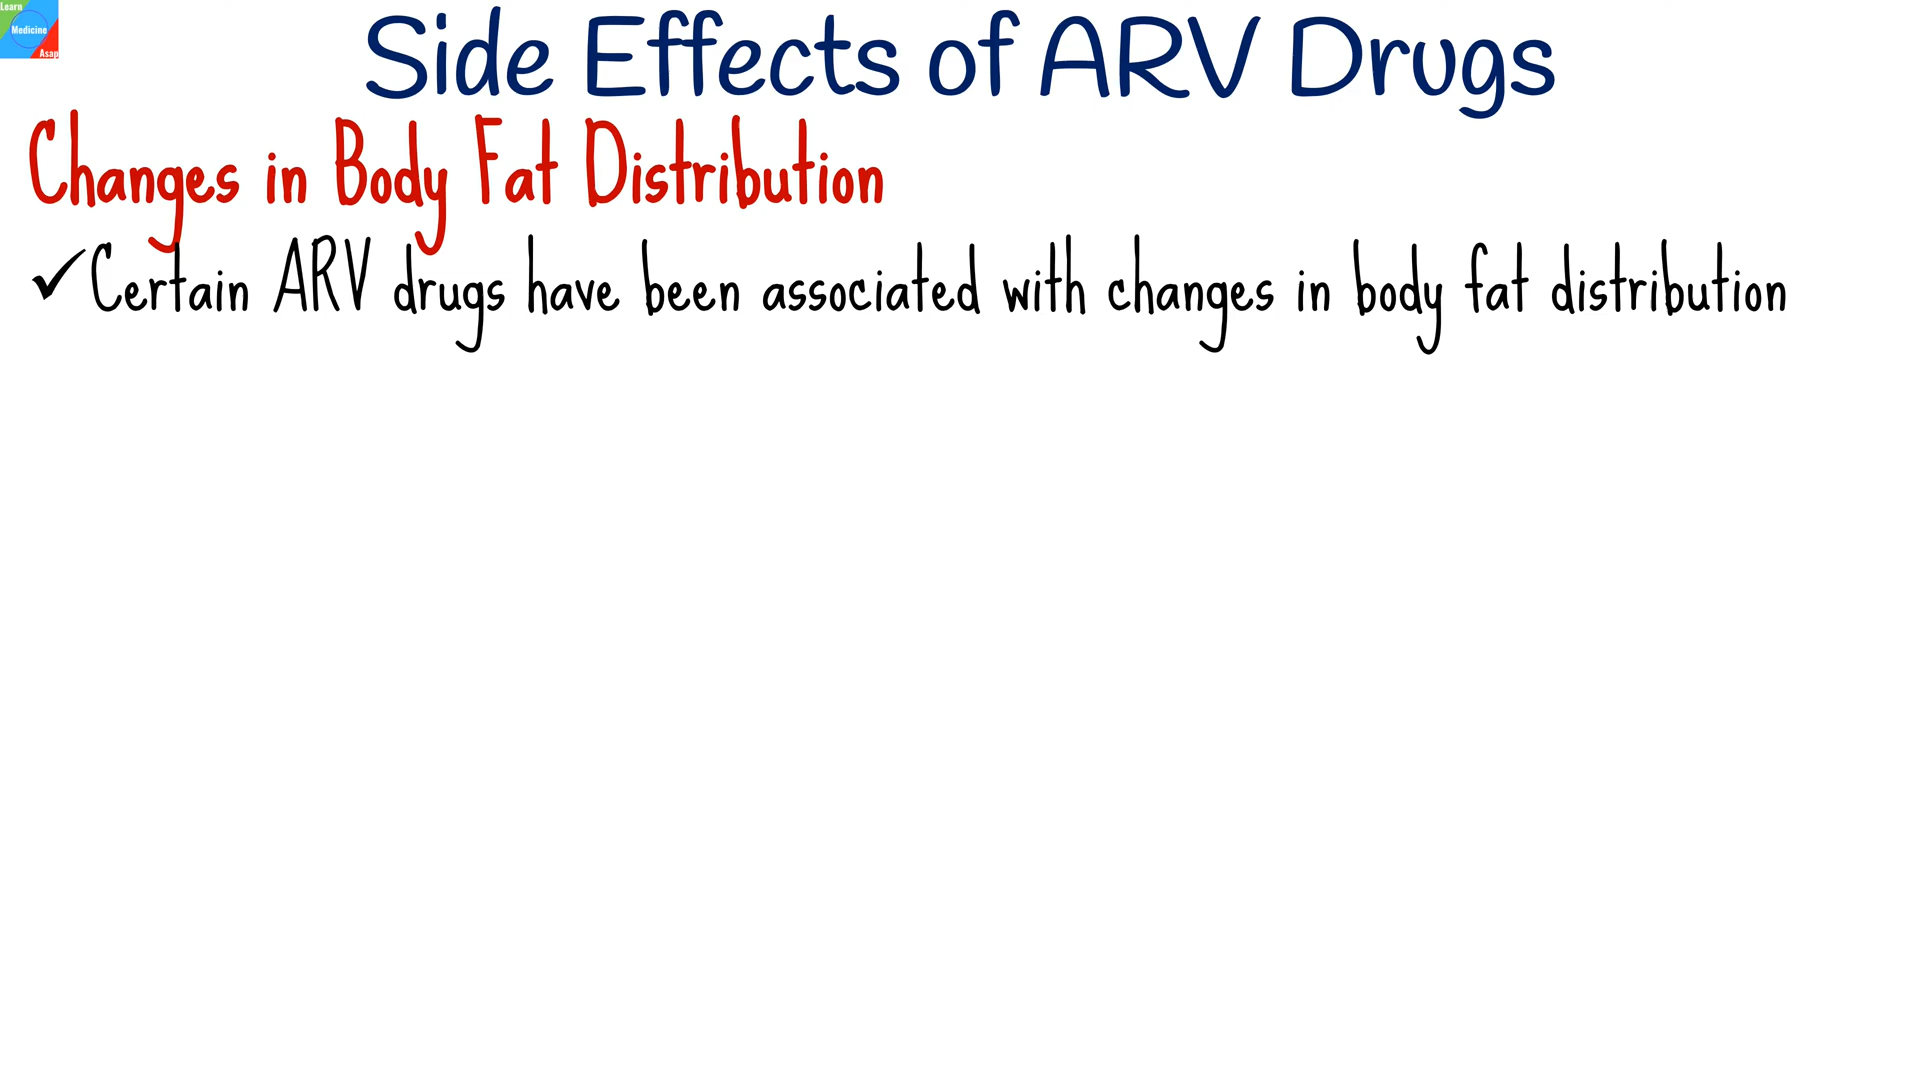 Learn
Medicine
Asap
Side Effects of ARV Drugs
Changes in Body Fat Distribution
✓Certain ARV drugs have been associated with changes in body fat distribution